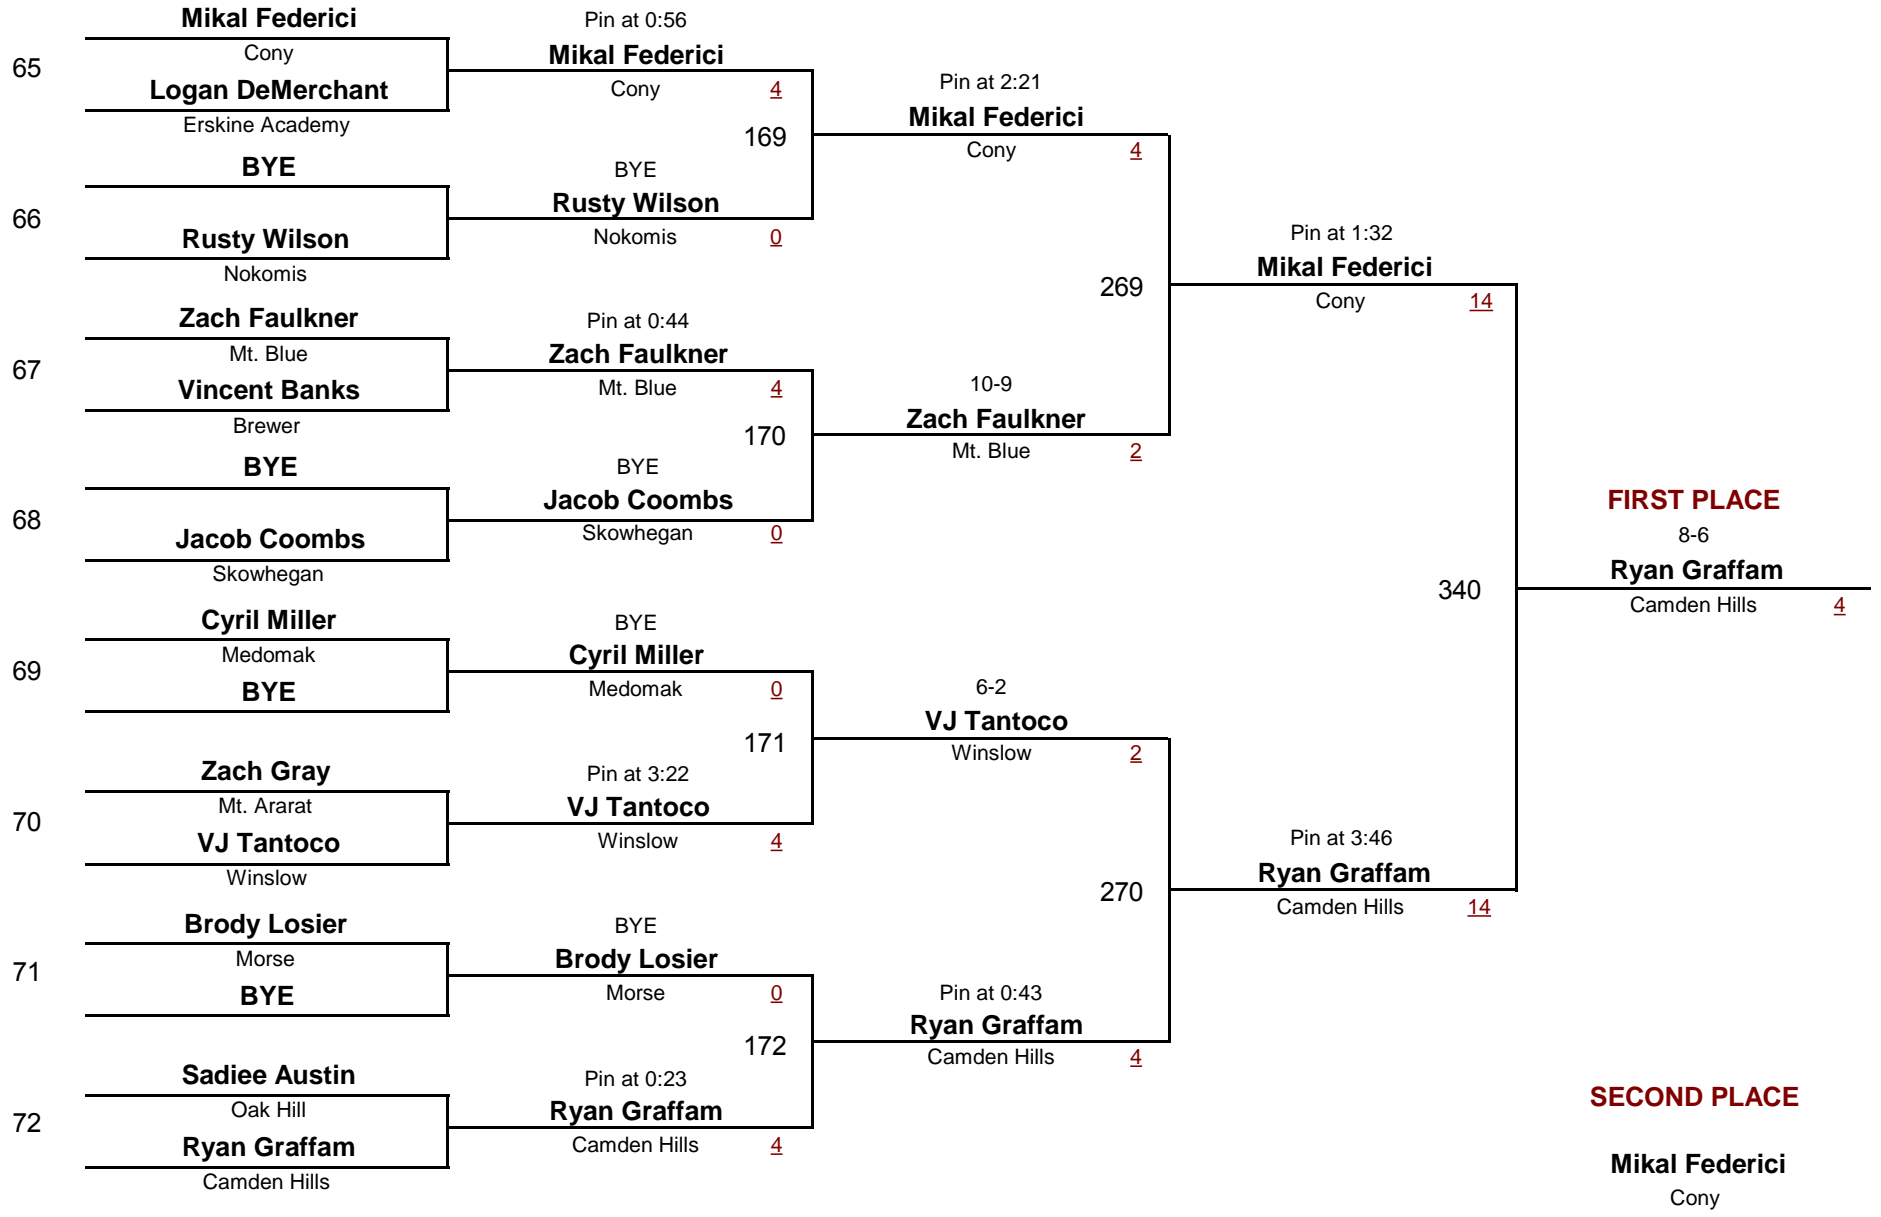 Mikal Federici
Cony
65
Logan DeMerchant
Erskine Academy
BYE
66
Rusty Wilson
Nokomis
Zach Faulkner
Mt. Blue
67
Vincent Banks
Brewer
BYE
68
Jacob Coombs
Skowhegan
Cyril Miller
Medomak
69
BYE
Zach Gray
Mt. Ararat
70
VJ Tantoco
Winslow
Brody Losier
Morse
71
BYE
Sadiee Austin
Oak Hill
72
Ryan Graffam
Camden Hills
Pin at 0:56
Mikal Federici
Cony 4
169
BYE
Rusty Wilson
Nokomis 0
Pin at 0:44
Zach Faulkner
Mt. Blue 4
170
BYE
Jacob Coombs
Skowhegan 0
BYE
Cyril Miller
Medomak 0
171
Pin at 3:22
VJ Tantoco
Winslow 4
BYE
Brody Losier
Morse 0
172
Pin at 0:23
Ryan Graffam
Camden Hills 4
Pin at 2:21
Mikal Federici
Cony 4
269
10-9
Zach Faulkner
Mt. Blue 2
6-2
VJ Tantoco
Winslow 2
270
Pin at 0:43
Ryan Graffam
Camden Hills 4
Pin at 1:32
Mikal Federici
Cony 14
340
Pin at 3:46
Ryan Graffam
Camden Hills 14
FIRST PLACE
8-6
Ryan Graffam
Camden Hills 4
SECOND PLACE
Mikal Federici
Cony